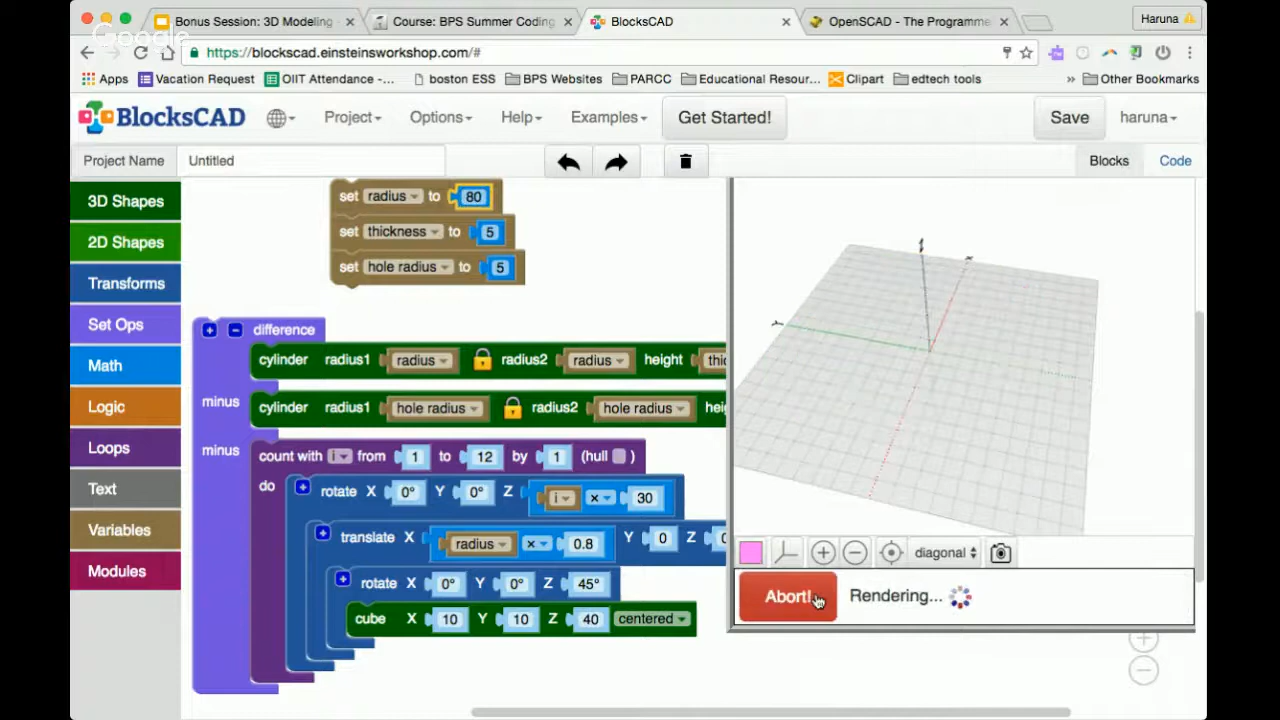 Bonus Session: 3D Modeling
Course: BPS Summer Coding
BlocksCAD
OpenSCAD - The Programme
Haruna
Google
https://blockscad.einsteinsworkshop.com/#
Apps
Vacation Request
OIIT Attendance -...
boston ESS
BPS Websites
PARCC
Educational Resour...
Clipart
edtech tools
» Other Bookmarks
BlocksCAD
Project
Options
Help
Examples
Get Started!
Save
haruna
Project Name
Untitled
Blocks
Code
3D Shapes
2D Shapes
Transforms
Set Ops
Math
Logic
Loops
Text
Variables
Modules
set radius to 80
set thickness to 5
set hole radius to 5
+ - difference
cylinder radius1 radius radius2 radius height thic
minus
cylinder radius1 hole radius radius2 hole radius hei
minus
count with i from 1 to 12 by 1 (hull )
do
+ rotate X 0° Y 0° Z i × 30
+ translate X radius × 0.8 Y 0 Z
+ rotate X 0° Y 0° Z 45°
cube X 10 Y 10 Z 40 centered
diagonal
Abort!
Rendering...